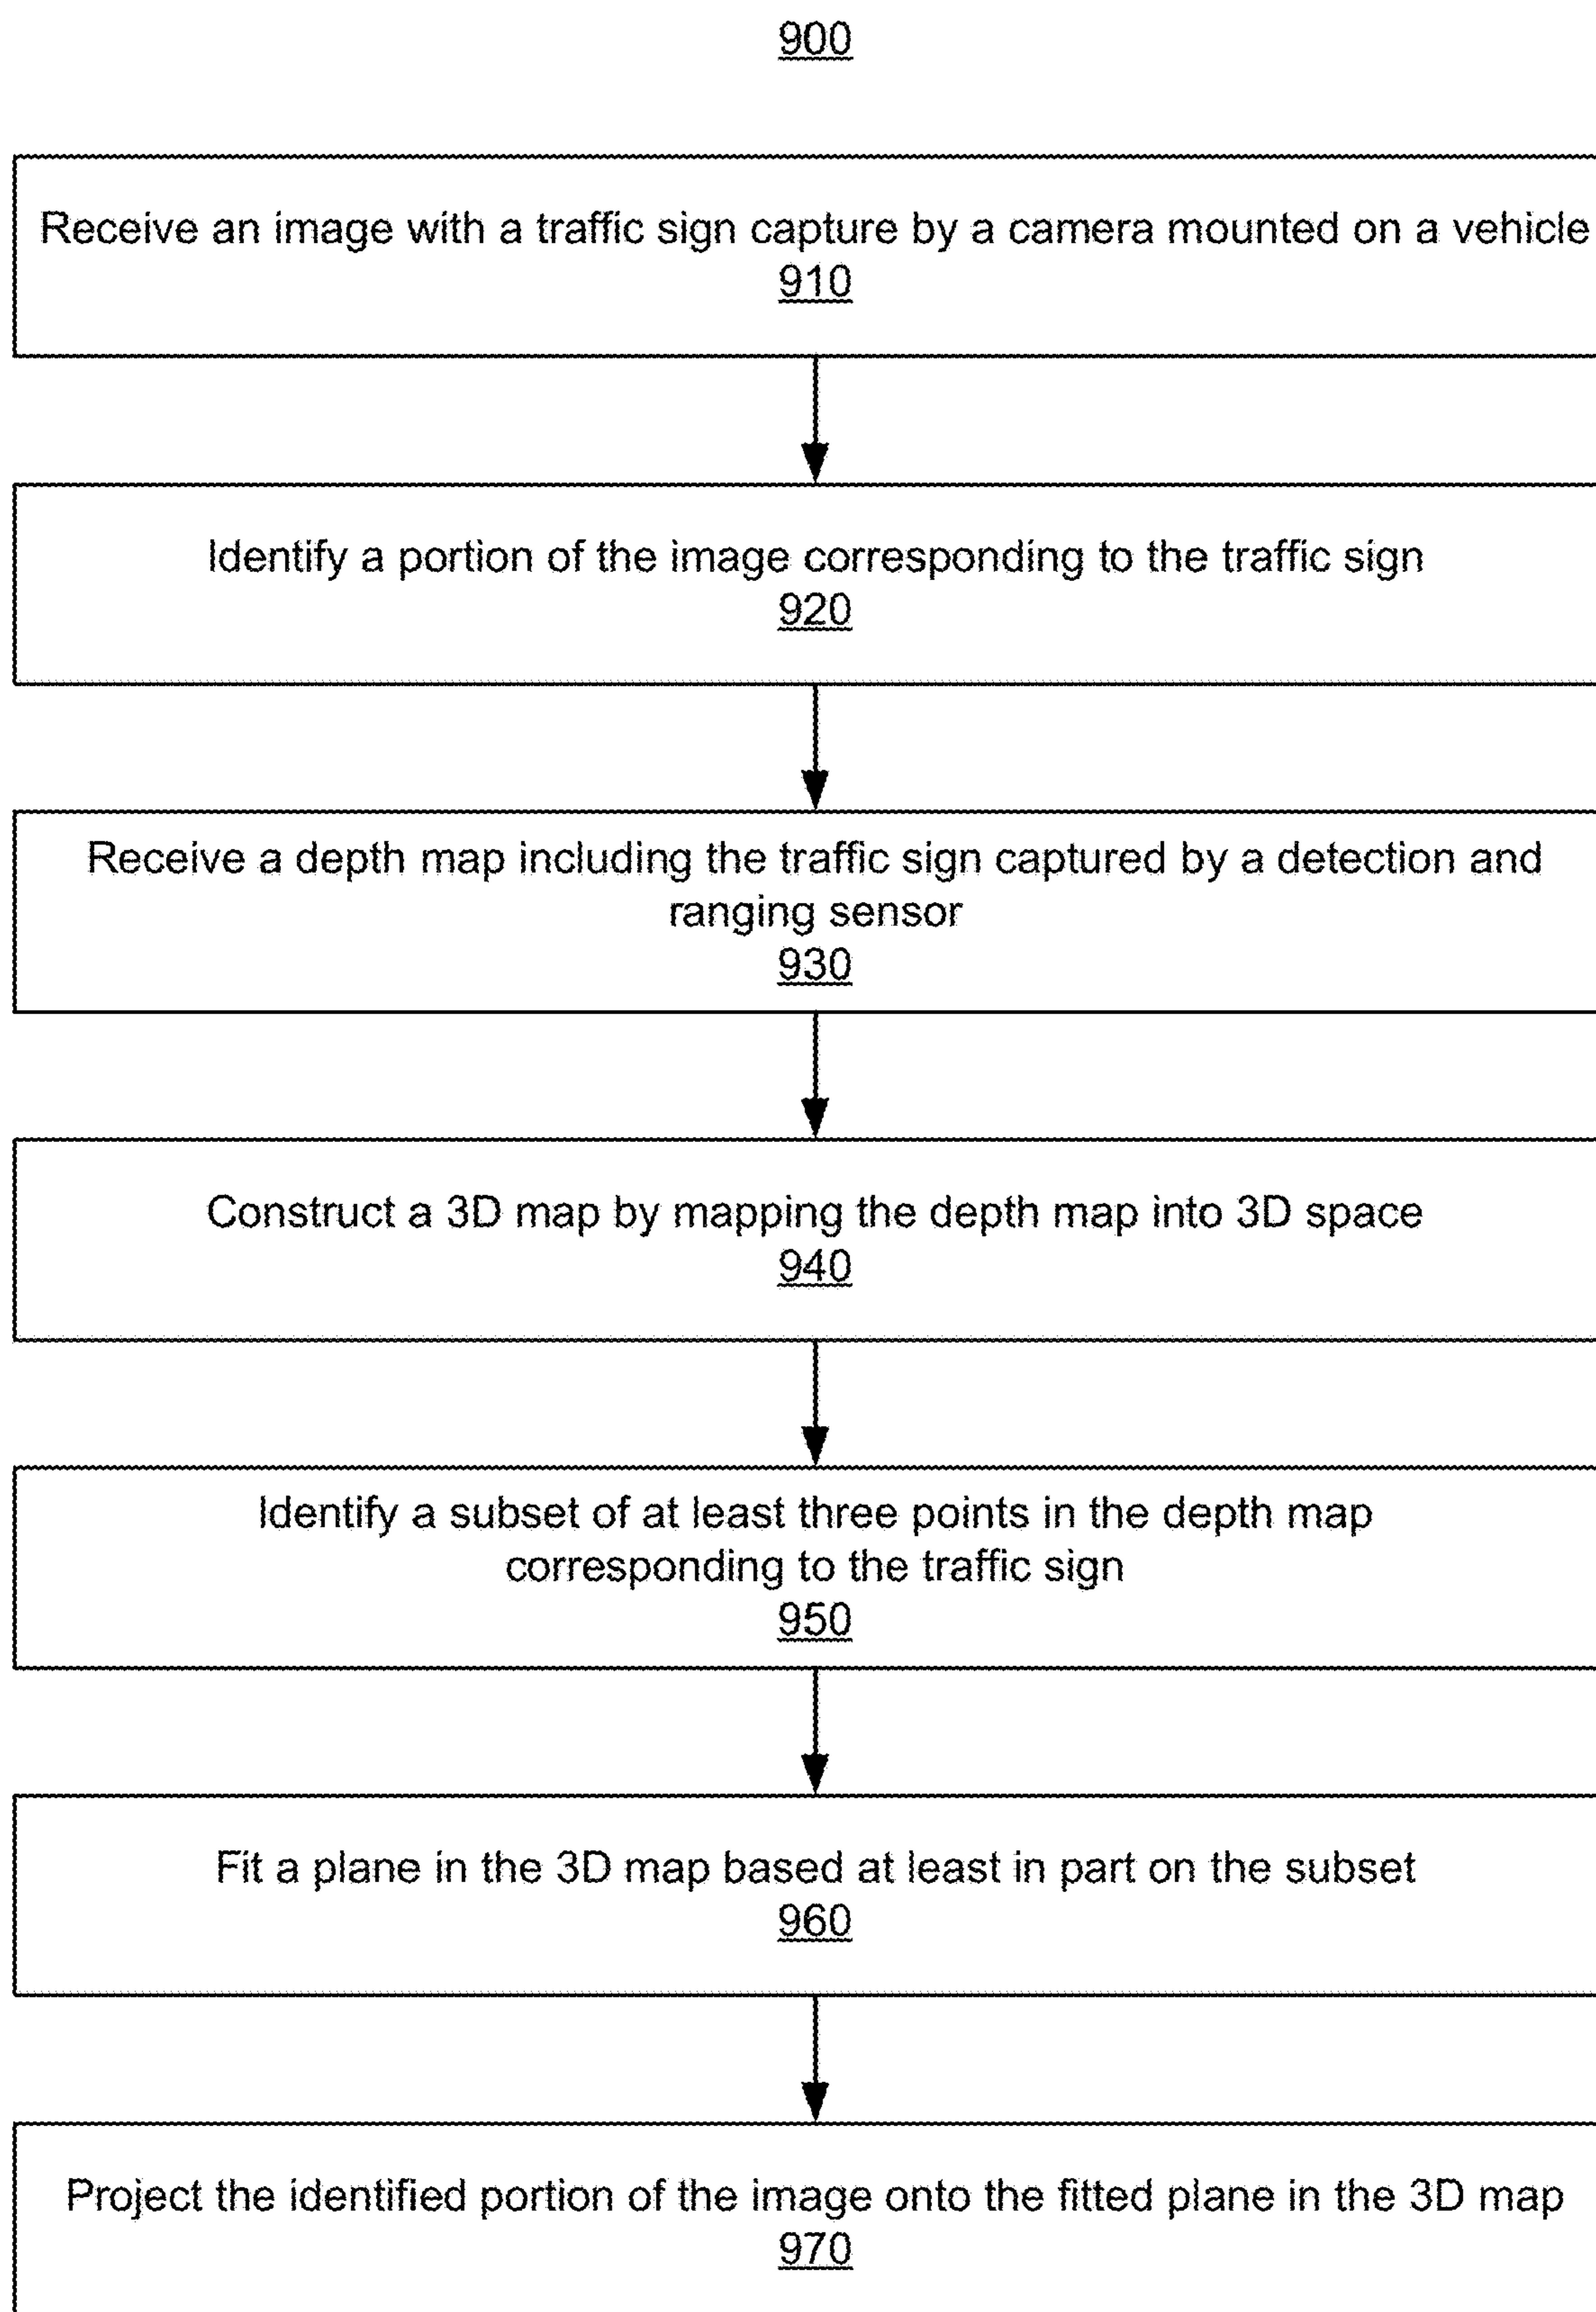 900
Receive an image with a traffic sign capture by a camera mounted on a vehicle
910
Identify a portion of the image corresponding to the traffic sign
920
Receive a depth map including the traffic sign captured by a detection and
ranging sensor
930
Construct a 3D map by mapping the depth map into 3D space
940
Identify a subset of at least three points in the depth map
corresponding to the traffic sign
950
Fit a plane in the 3D map based at least in part on the subset
960
Project the identified portion of the image onto the fitted plane in the 3D map
970